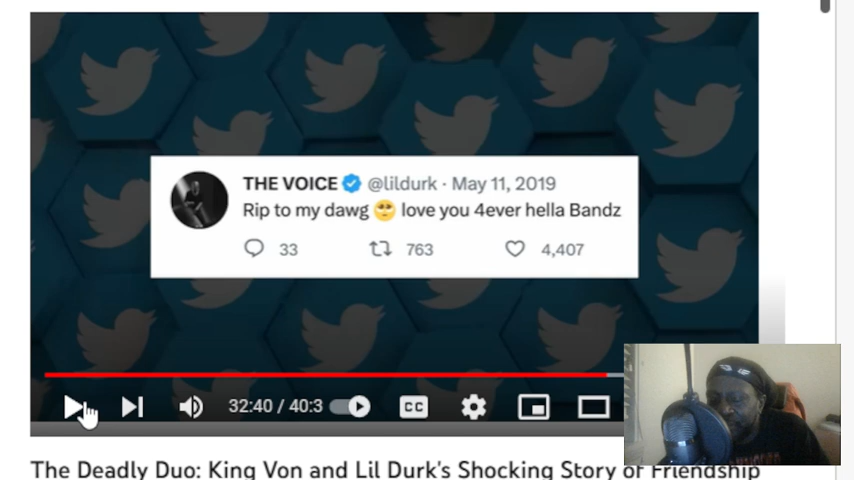 THE VOICE @lildurk · May 11, 2019
Rip to my dawg 🥺 love you 4ever hella Bandz
33 763 4,407
32:40 / 40:3
CC
The Deadly Duo: King Von and Lil Durk's Shocking Story of Friendship